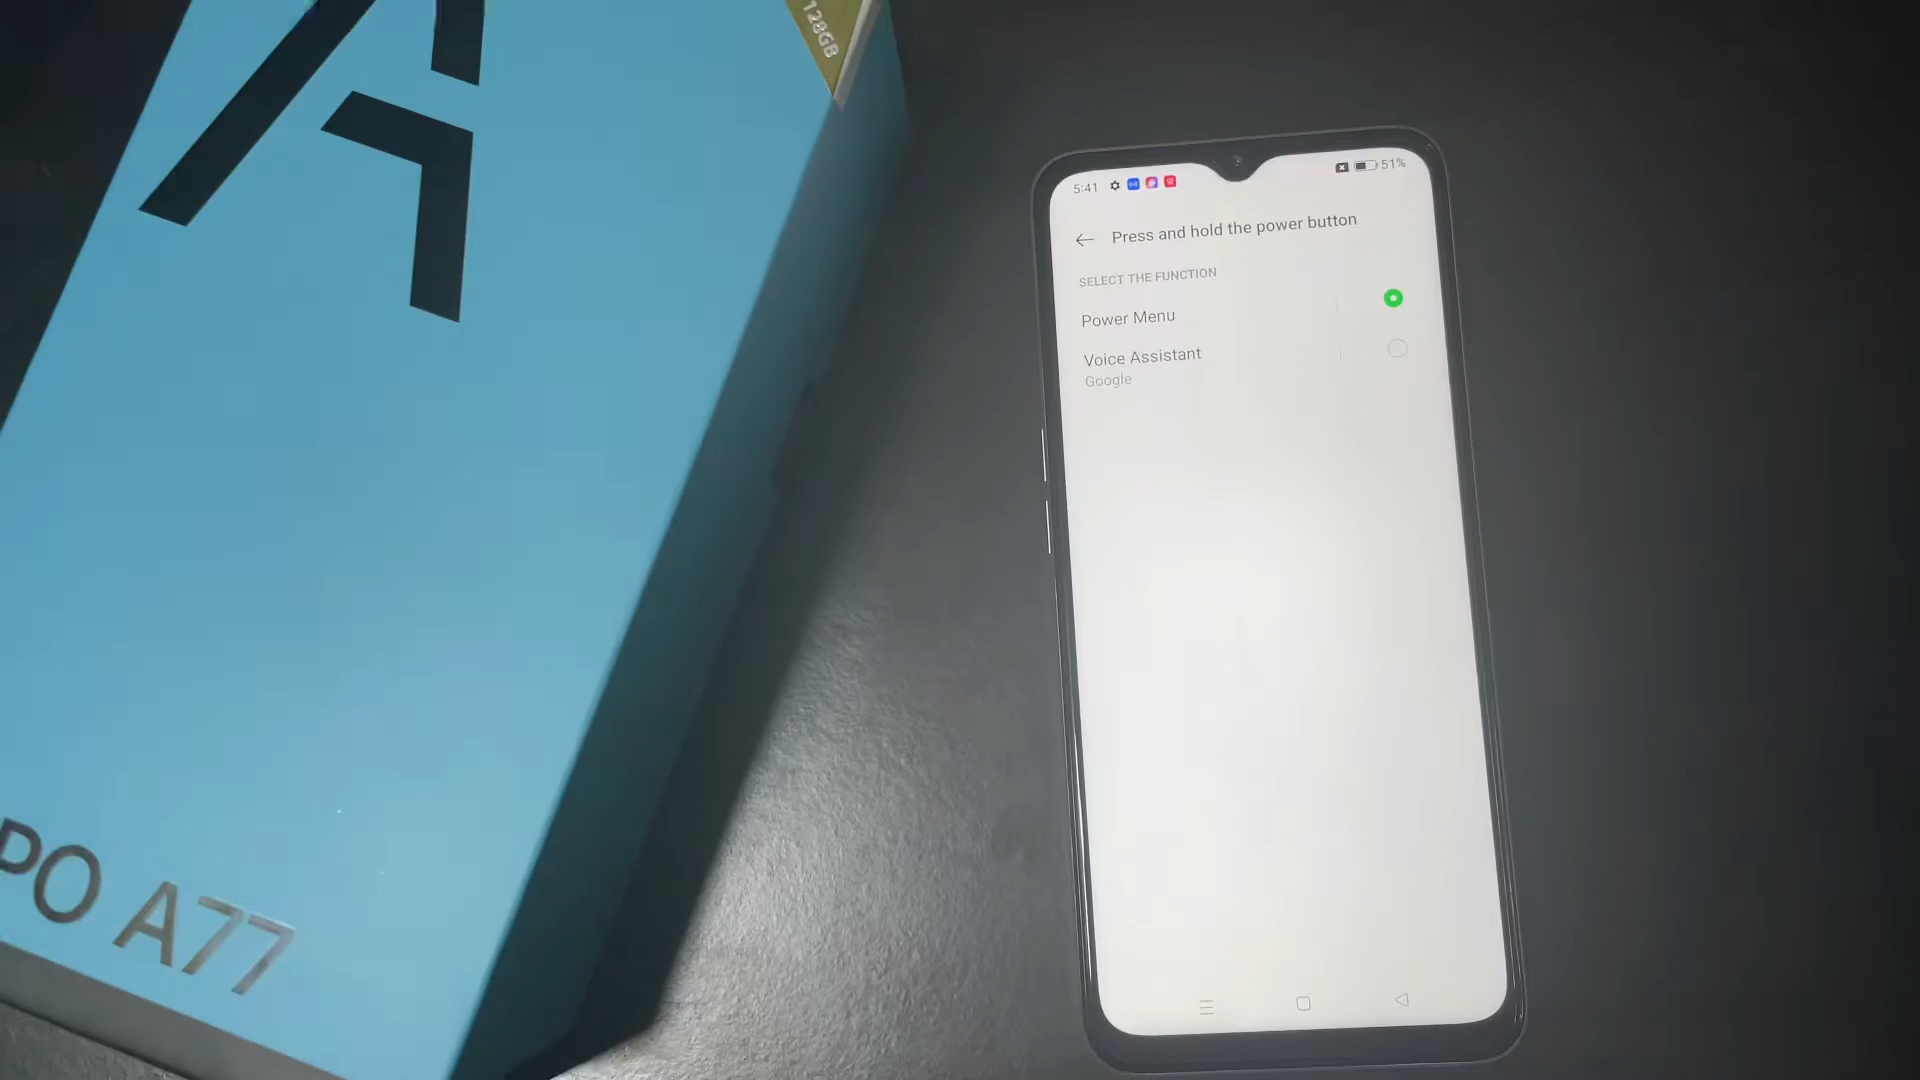 128GB
PO A77
5:41
51%
Press and hold the power button
SELECT THE FUNCTION
Power Menu
Voice Assistant
Google